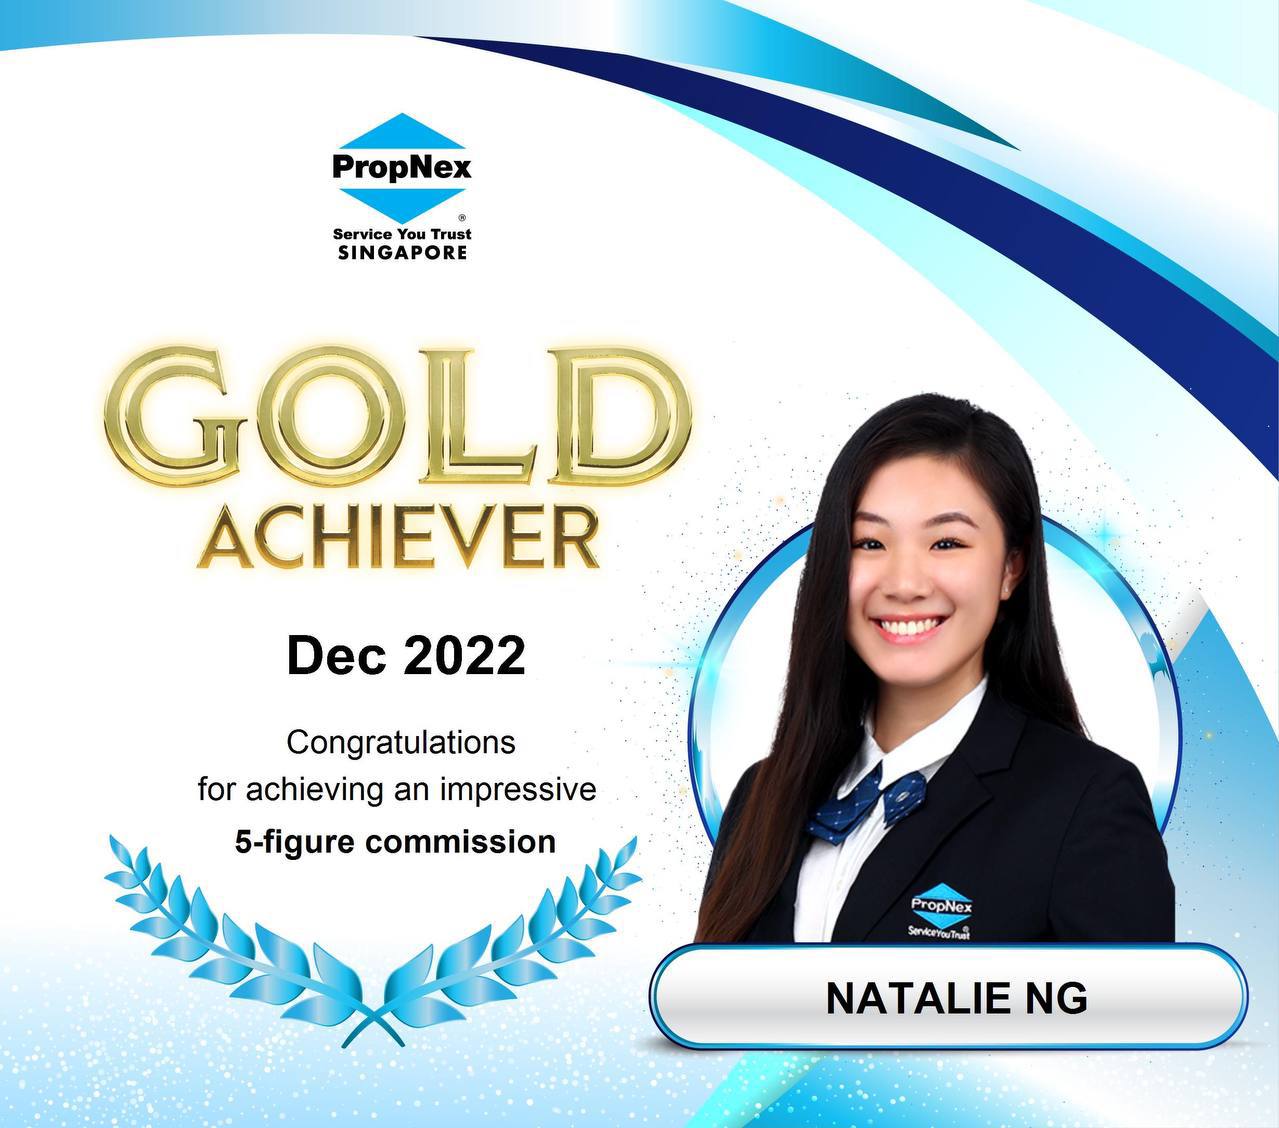 PropNex
®
Service You Trust
SINGAPORE
GOLD
ACHIEVER
Dec 2022
Congratulations
for achieving an impressive
5-figure commission
PropNex
®
Service You Trust
NATALIE NG